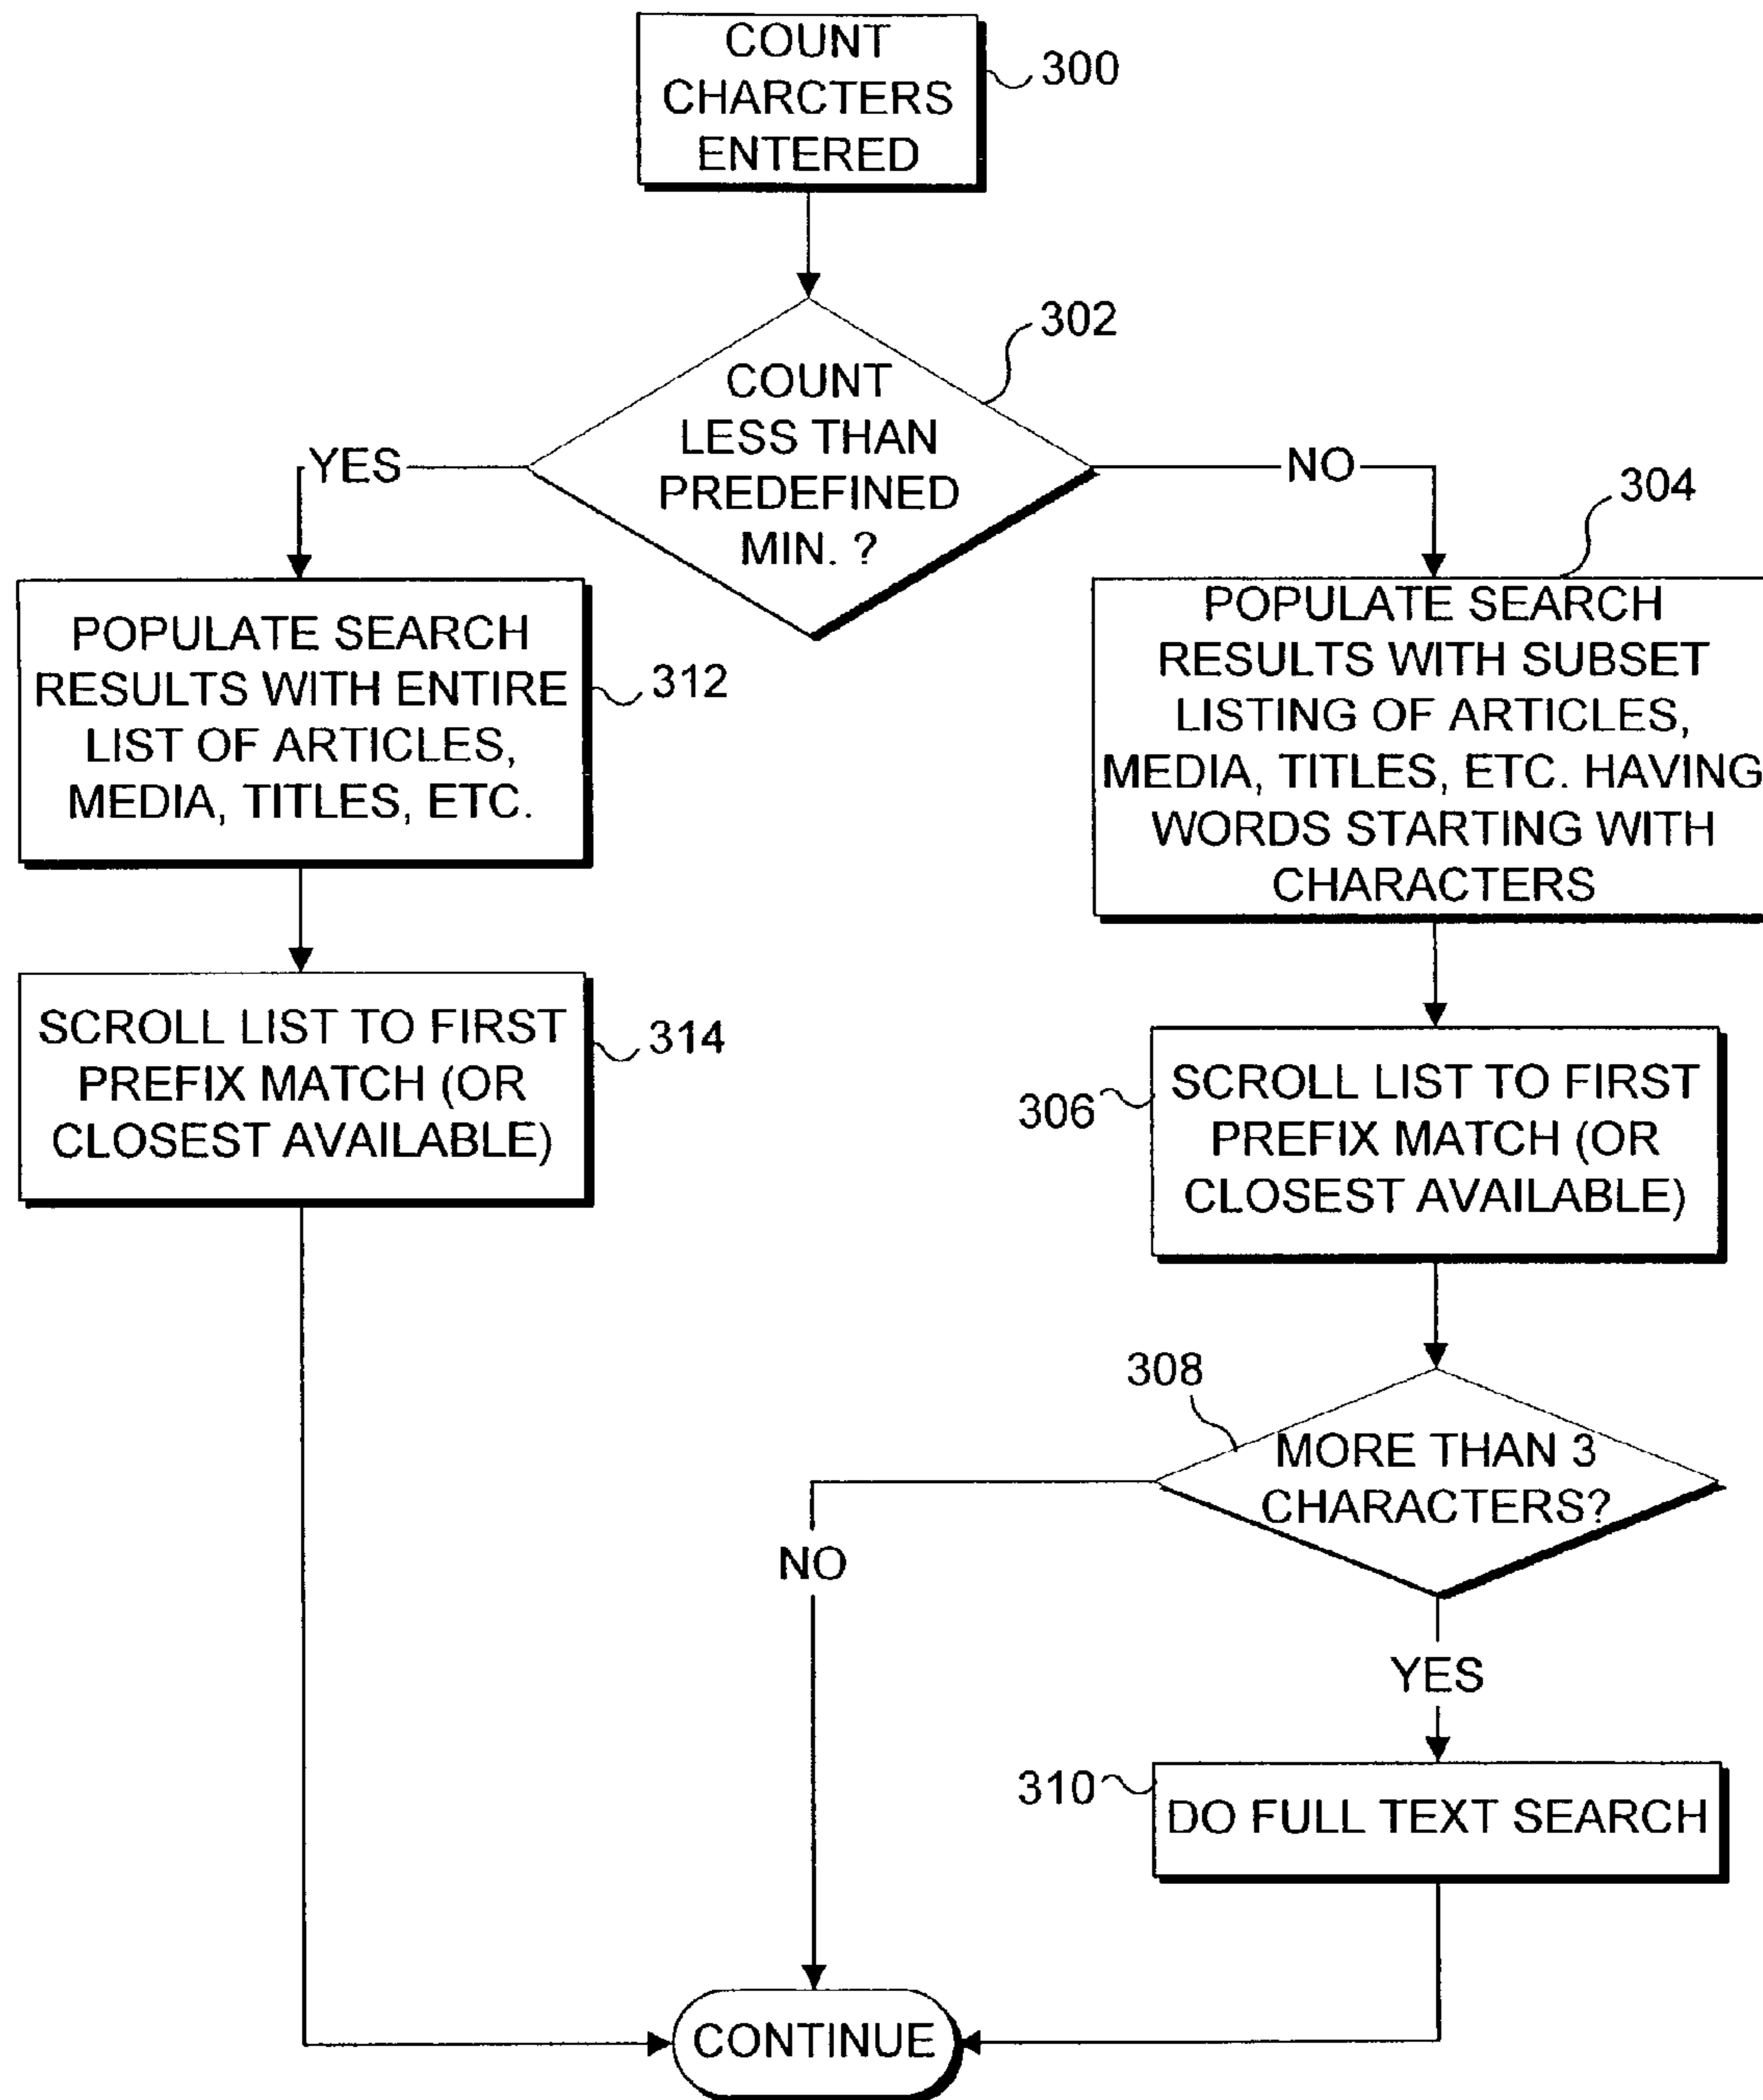 COUNT
CHARCTERS
ENTERED
300
302
COUNT
LESS THAN
PREDEFINED
MIN. ?
YES
NO
304
POPULATE SEARCH
RESULTS WITH ENTIRE
LIST OF ARTICLES,
MEDIA, TITLES, ETC.
312
POPULATE SEARCH
RESULTS WITH SUBSET
LISTING OF ARTICLES,
MEDIA, TITLES, ETC. HAVING
WORDS STARTING WITH
CHARACTERS
SCROLL LIST TO FIRST
PREFIX MATCH (OR
CLOSEST AVAILABLE)
314
306
SCROLL LIST TO FIRST
PREFIX MATCH (OR
CLOSEST AVAILABLE)
308
MORE THAN 3
CHARACTERS?
NO
YES
310
DO FULL TEXT SEARCH
CONTINUE